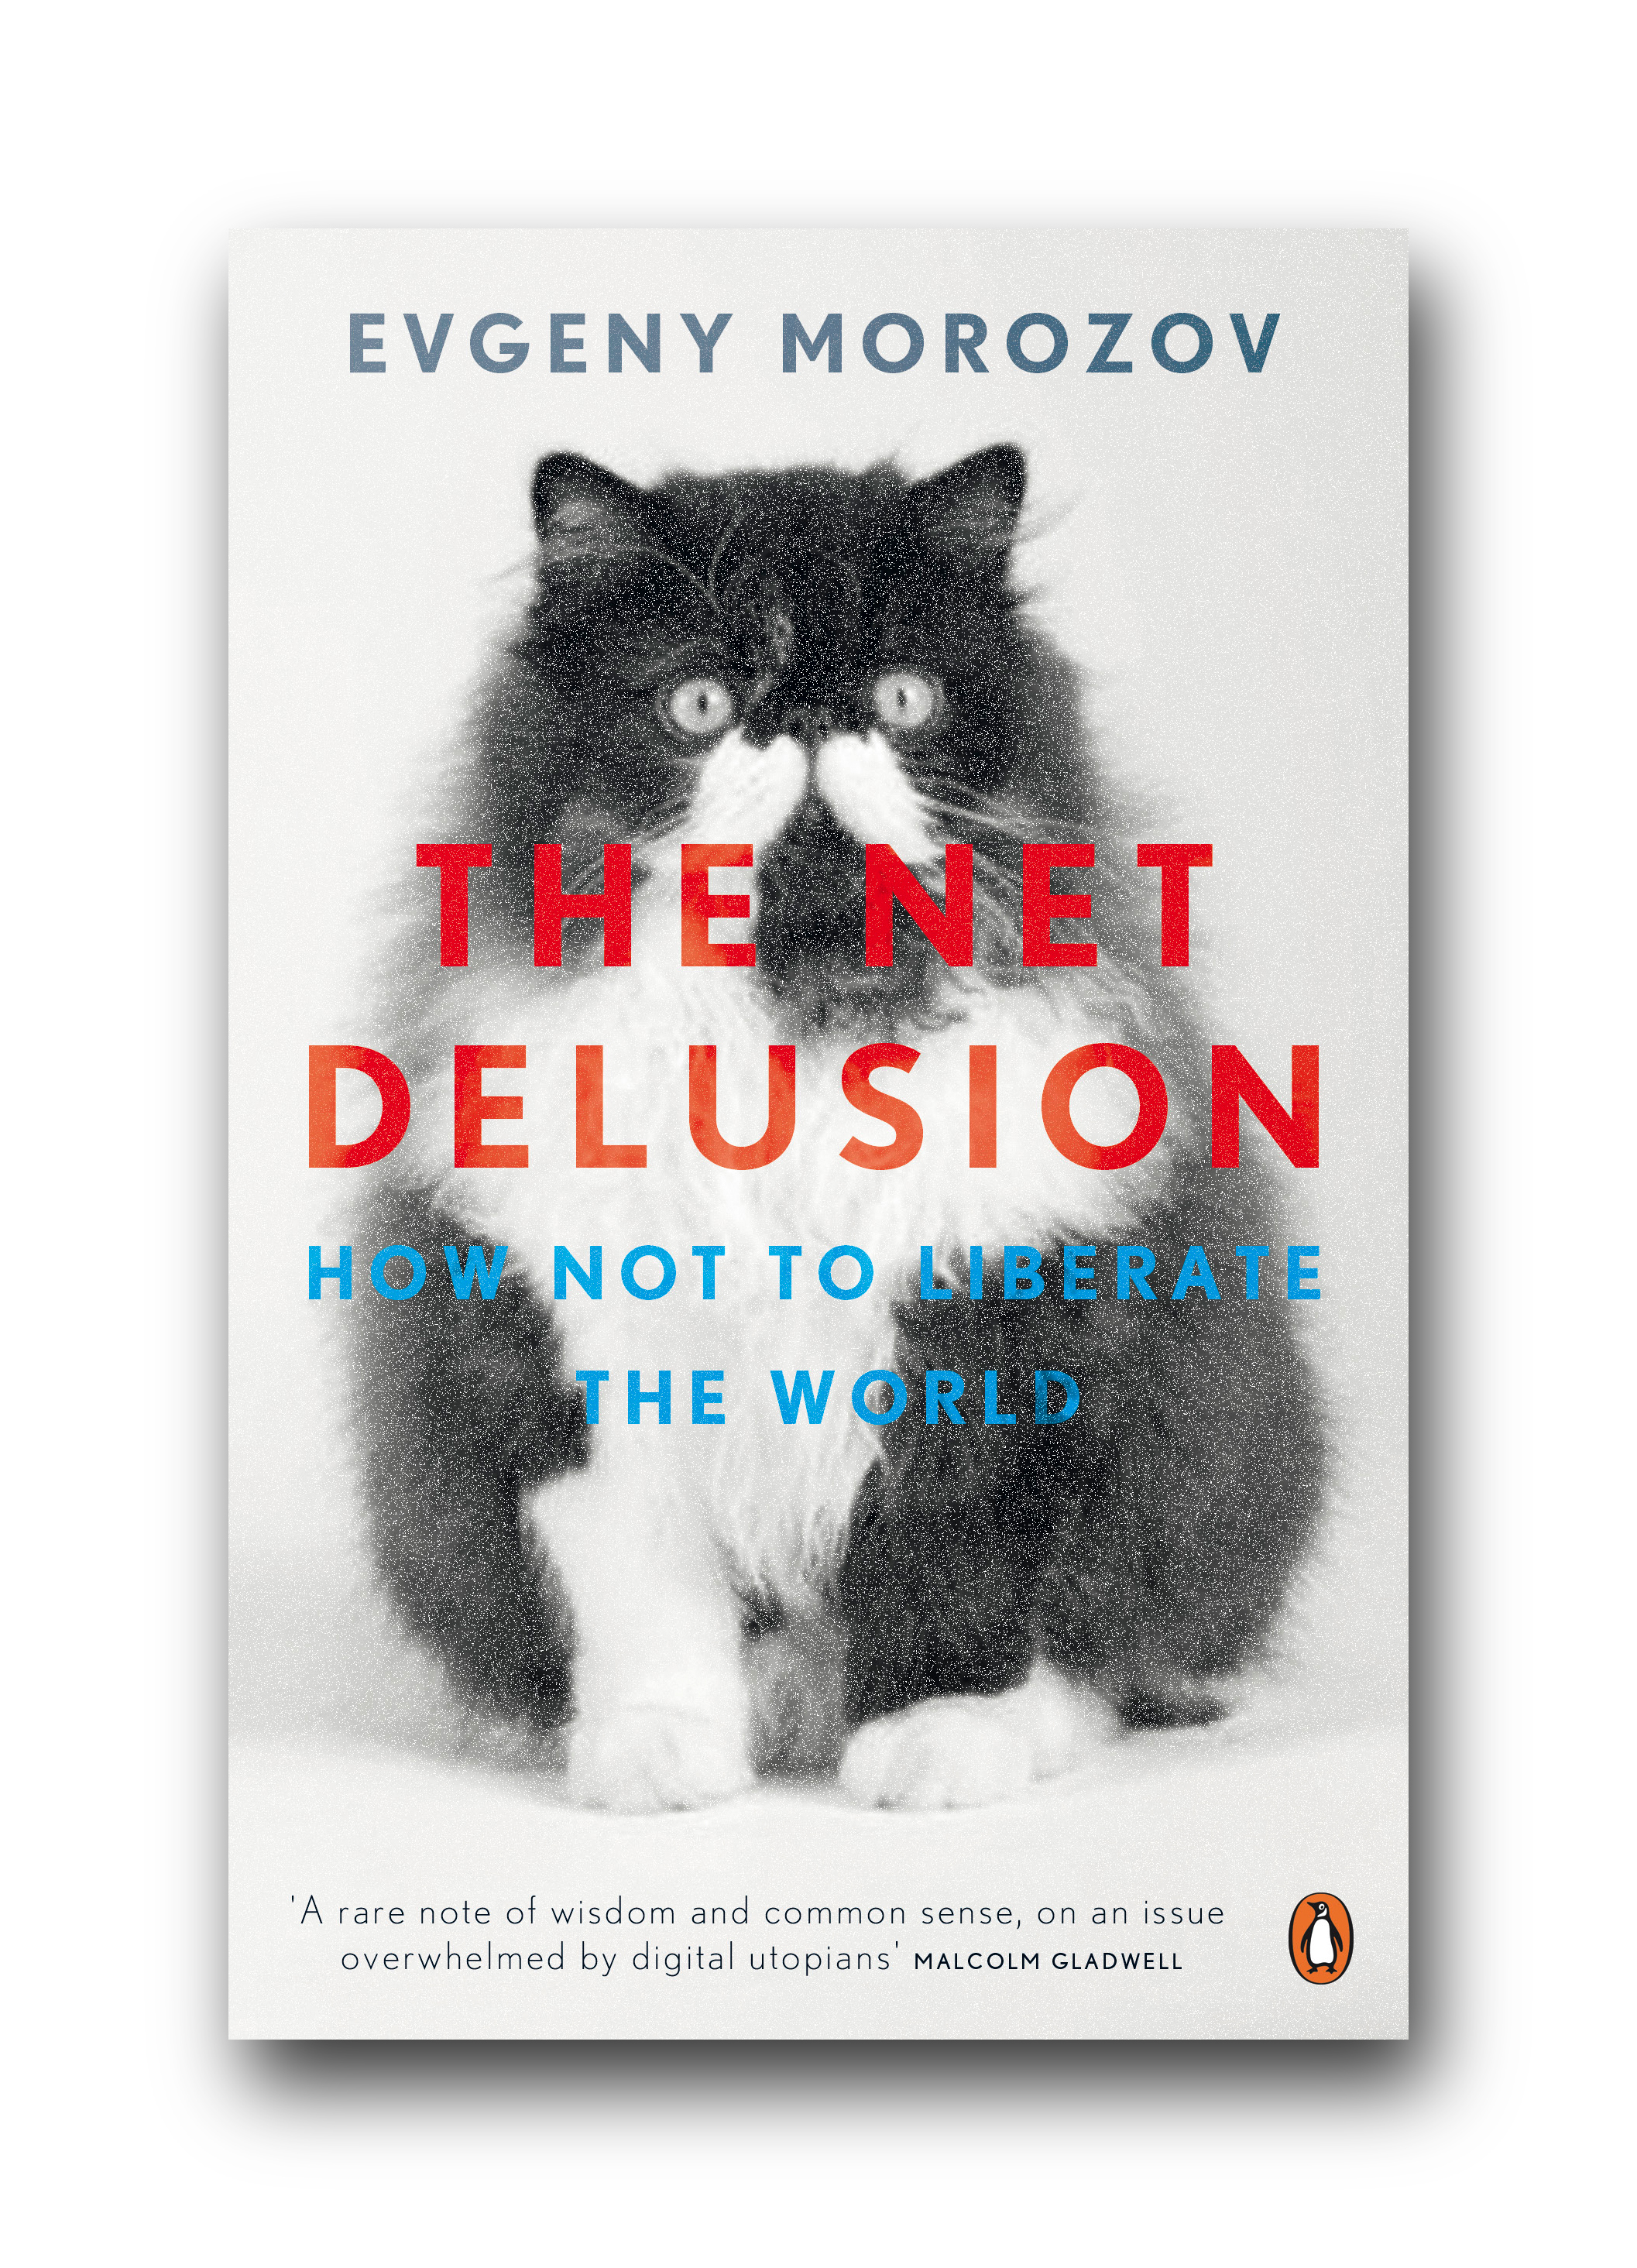 EVGENY MOROZOV
THE NET
DELUSION
HOW NOT TO LIBERATE
THE WORLD
'A rare note of wisdom and common sense, on an issue
overwhelmed by digital utopians' MALCOLM GLADWELL